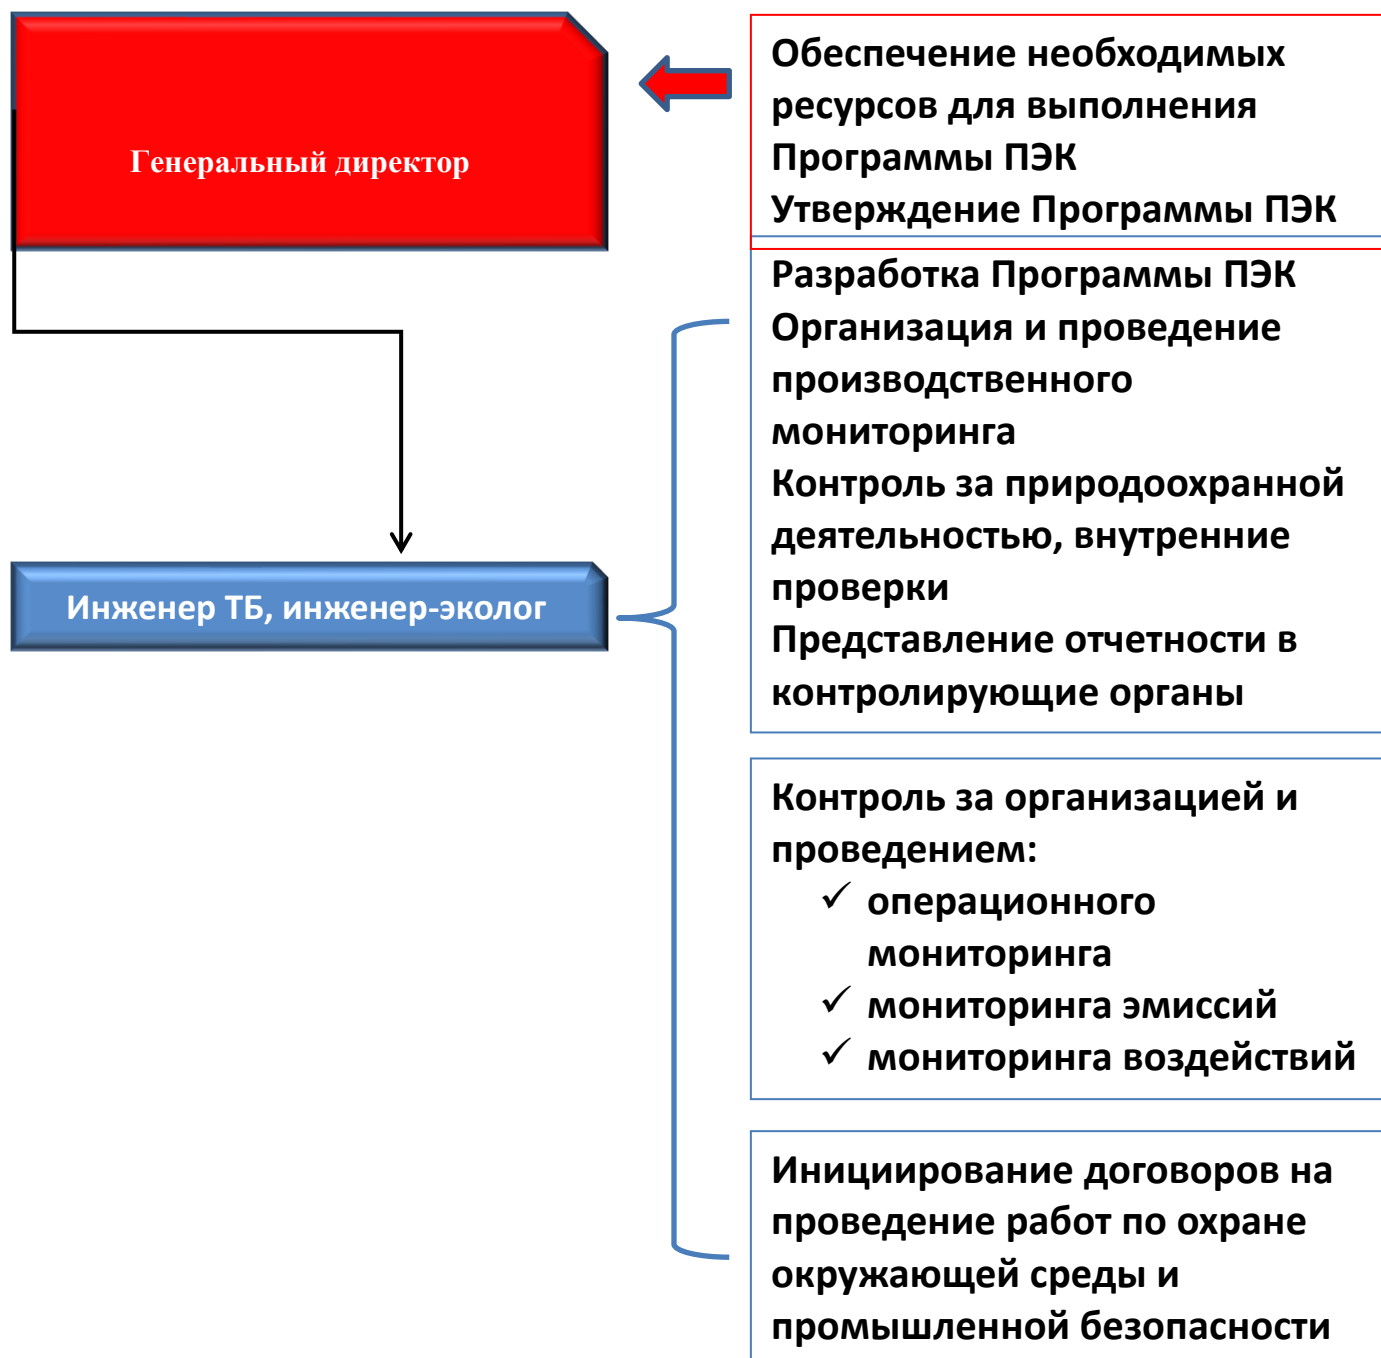 Генеральный директор
Обеспечение необходимых
ресурсов для выполнения
Программы ПЭК
Утверждение Программы ПЭК
Инженер ТБ, инженер-эколог
Разработка Программы ПЭК
Организация и проведение
производственного
мониторинга
Контроль за природоохранной
деятельностью, внутренние
проверки
Представление отчетности в
контролирующие органы
Контроль за организацией и
проведением:
✓ операционного
мониторинга
✓ мониторинга эмиссий
✓ мониторинга воздействий
Инициирование договоров на
проведение работ по охране
окружающей среды и
промышленной безопасности